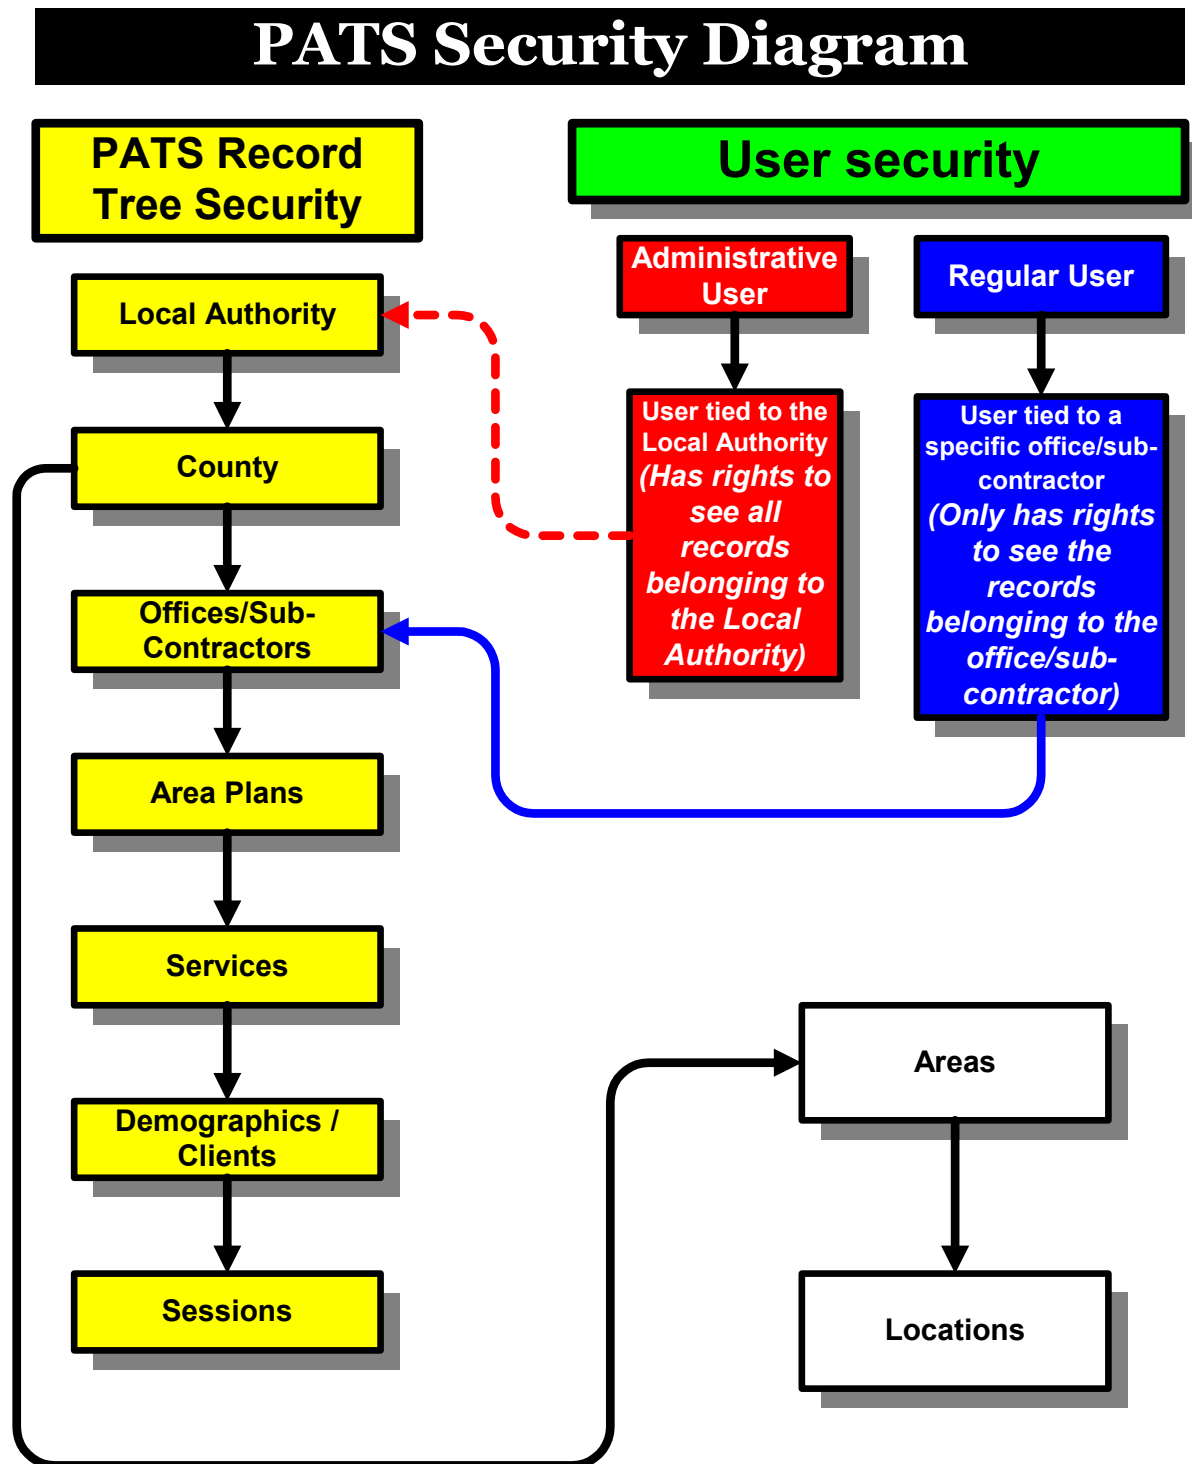 PATS Security Diagram
PATS Record
Tree Security
User security
Administrative
User
Regular User
Local Authority
User tied to the
Local Authority
(Has rights to
see all
records
belonging to
the Local
Authority)
User tied to a
specific office/sub-
contractor
(Only has rights
to see the
records
belonging to the
office/sub-
contractor)
County
Offices/Sub-
Contractors
Area Plans
Services
Demographics /
Clients
Sessions
Areas
Locations